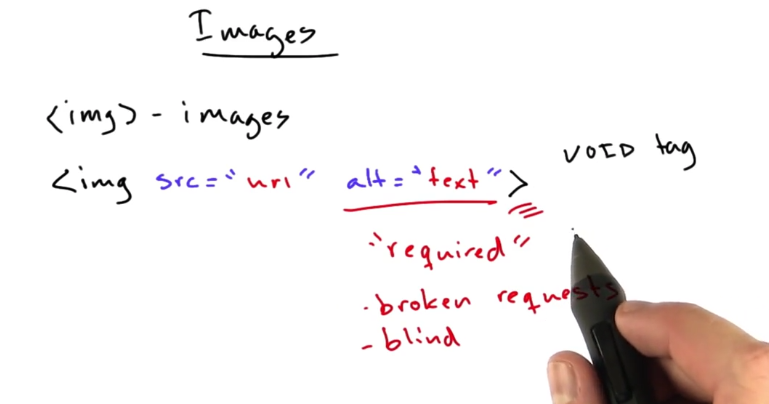 Images
<img> - images
<img src="url" alt="text">
VOID tag
"required"
- broken requests
- blind